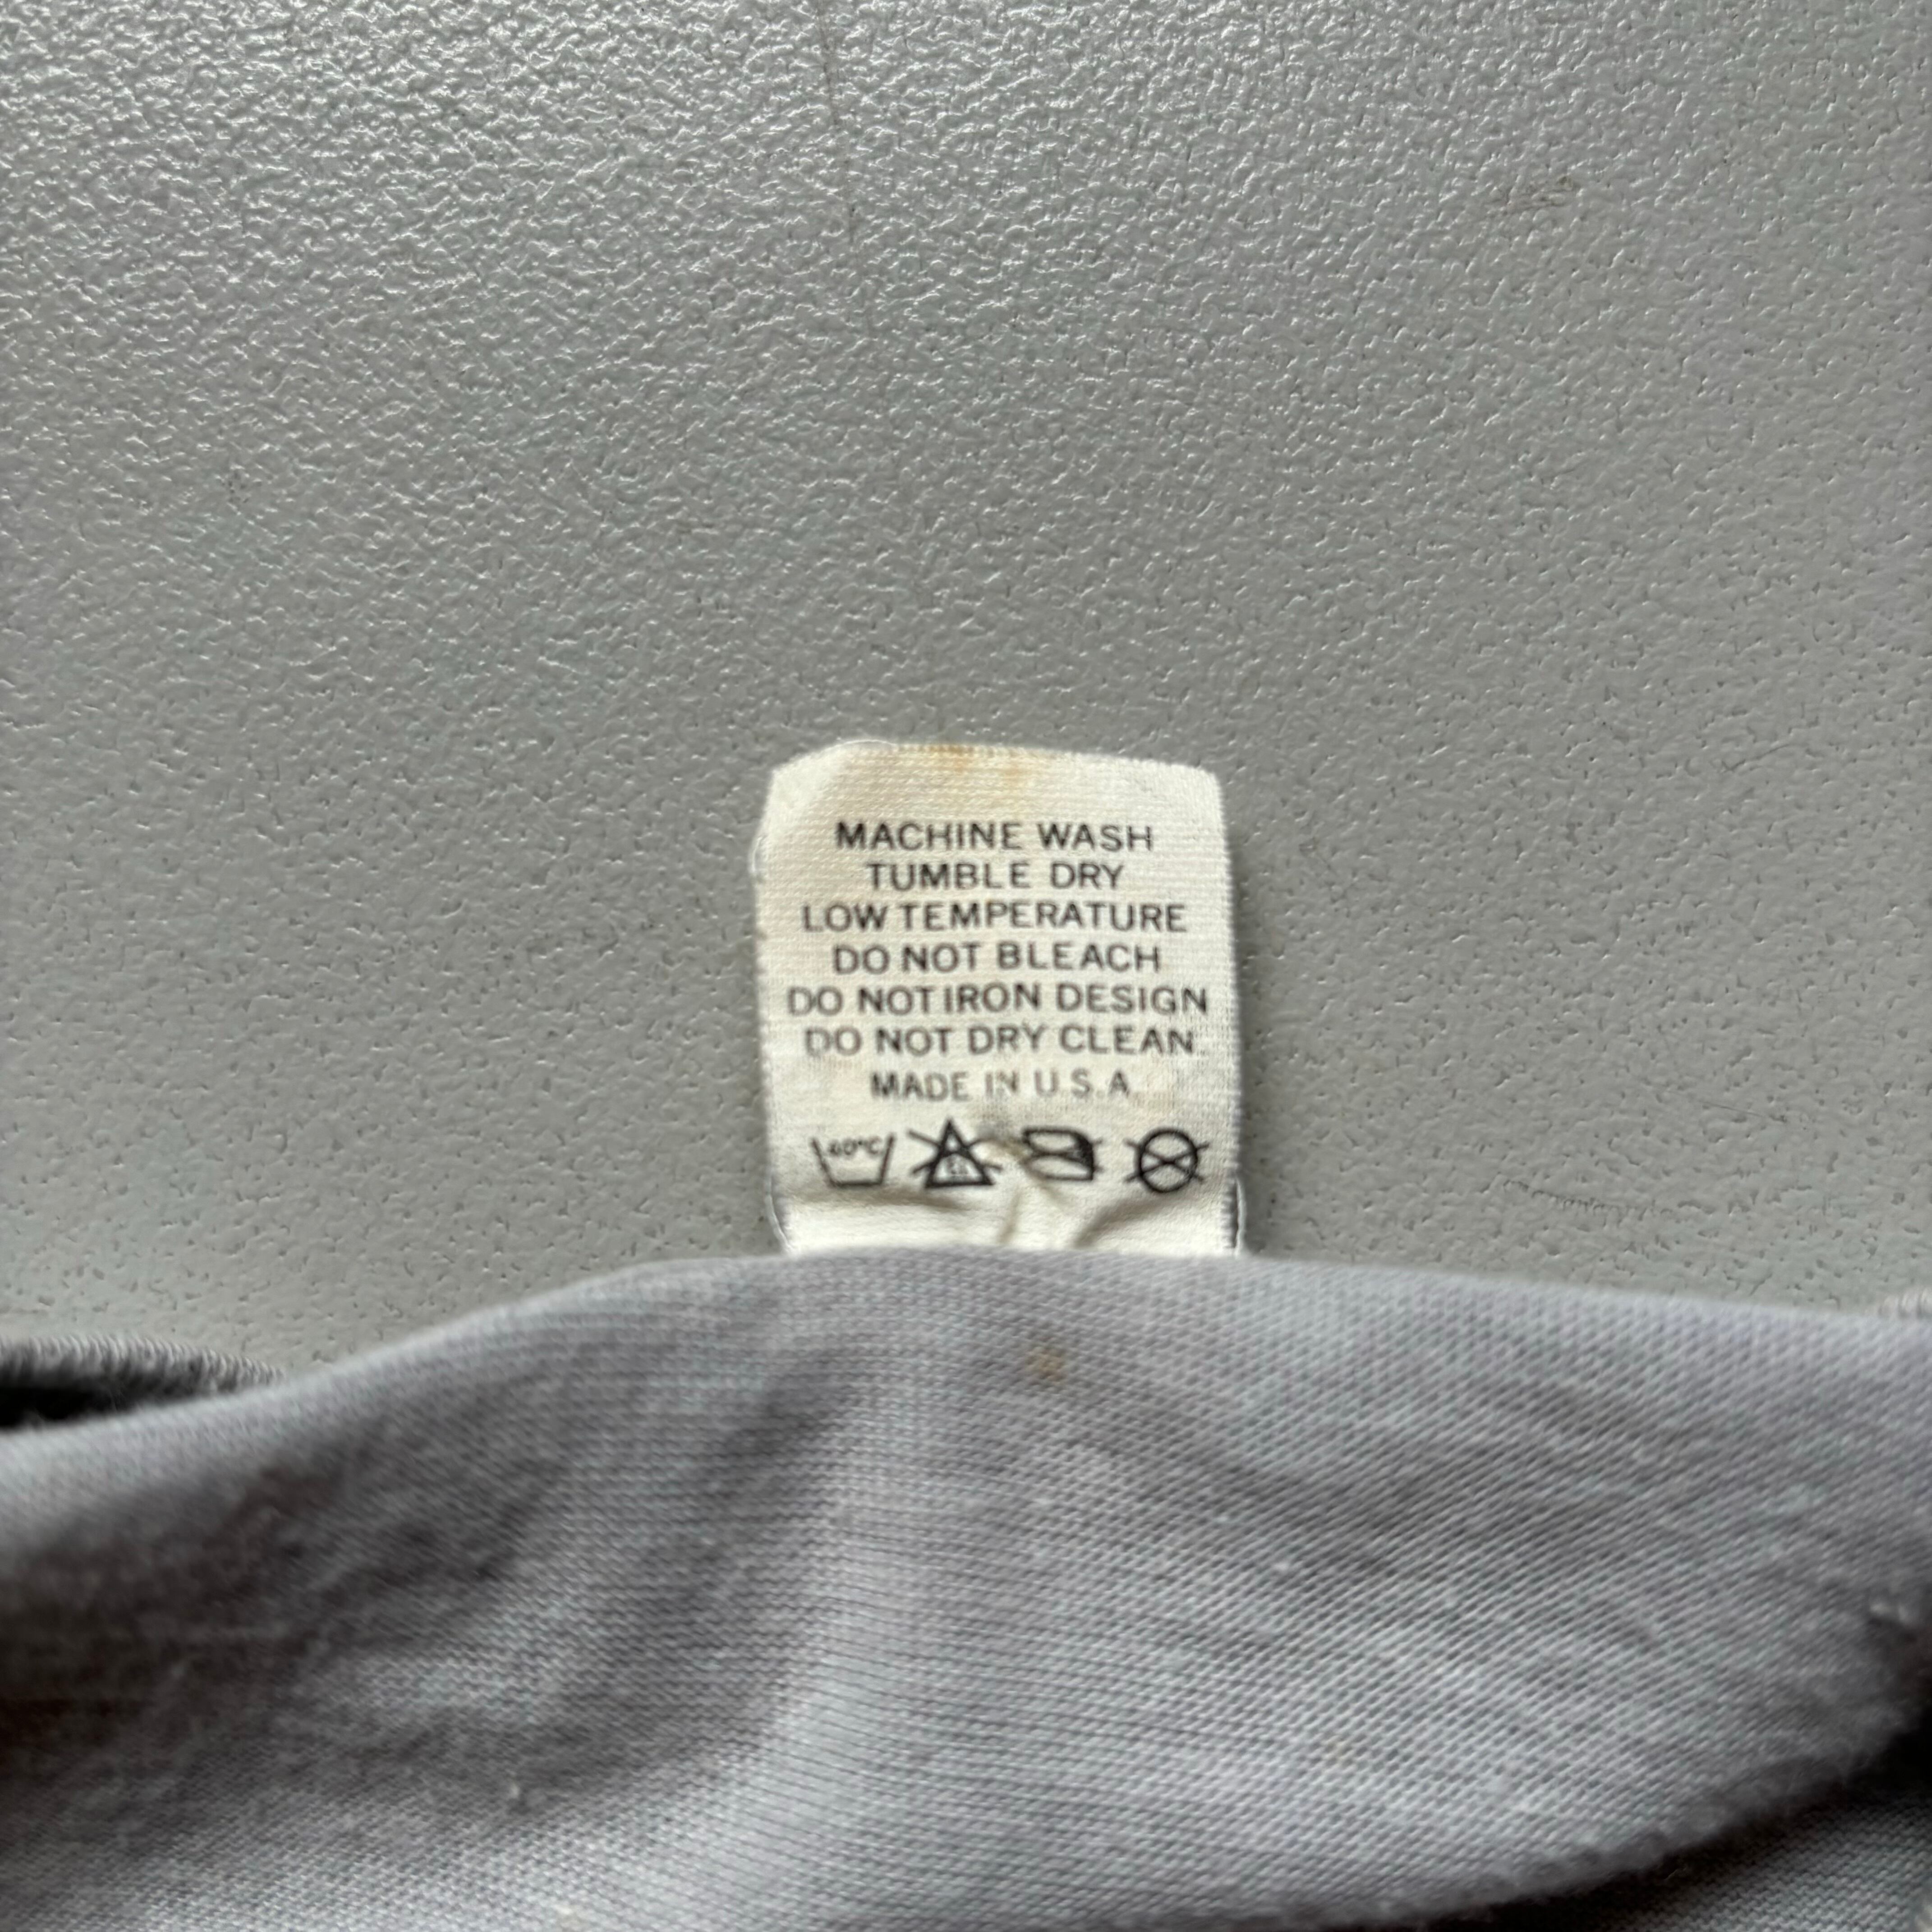 MACHINE WASH
TUMBLE DRY
LOW TEMPERATURE
DO NOT BLEACH
DO NOT IRON DESIGN
DO NOT DRY CLEAN.
MADE IN U.S.A.
40°C